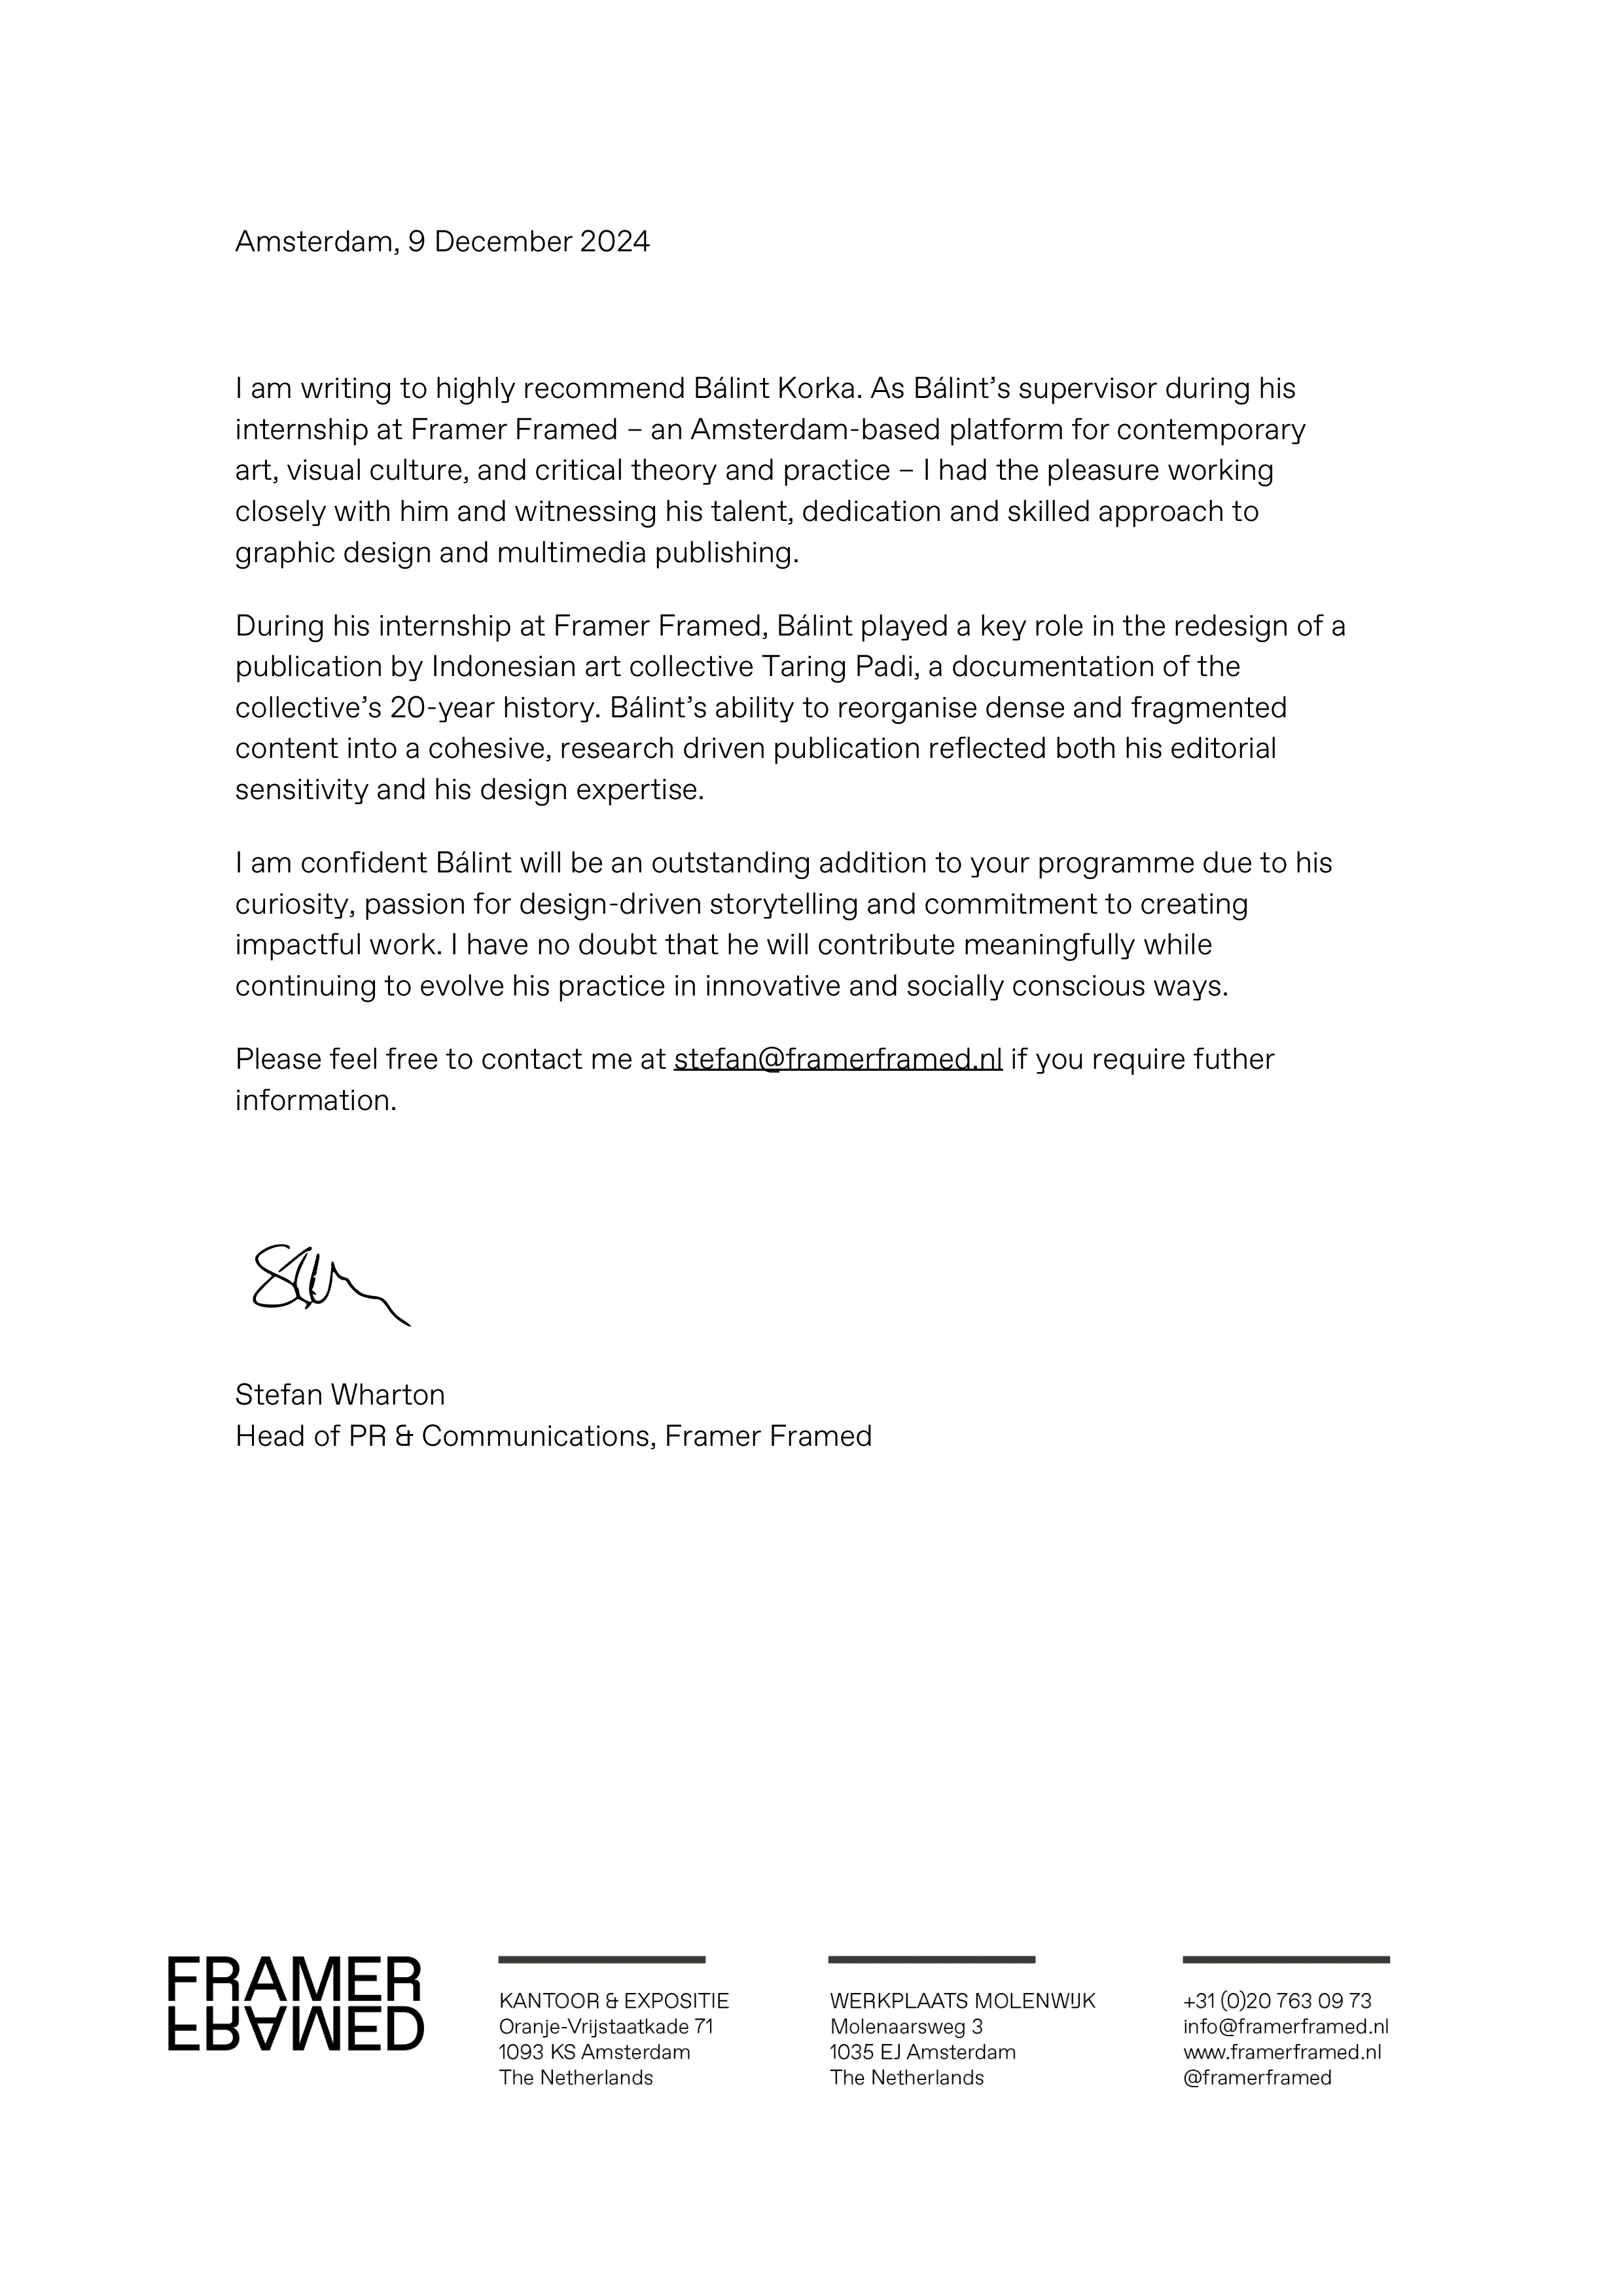 Amsterdam, 9 December 2024
I am writing to highly recommend Bálint Korka. As Bálint’s supervisor during his
internship at Framer Framed – an Amsterdam-based platform for contemporary
art, visual culture, and critical theory and practice – I had the pleasure working
closely with him and witnessing his talent, dedication and skilled approach to
graphic design and multimedia publishing.
During his internship at Framer Framed, Bálint played a key role in the redesign of a
publication by Indonesian art collective Taring Padi, a documentation of the
collective’s 20-year history. Bálint’s ability to reorganise dense and fragmented
content into a cohesive, research driven publication reflected both his editorial
sensitivity and his design expertise.
I am confident Bálint will be an outstanding addition to your programme due to his
curiosity, passion for design-driven storytelling and commitment to creating
impactful work. I have no doubt that he will contribute meaningfully while
continuing to evolve his practice in innovative and socially conscious ways.
Please feel free to contact me at stefan@framerframed.nl if you require futher
information.
Stefan Wharton
Head of PR & Communications, Framer Framed
FRAMER
FRAMED
KANTOOR & EXPOSITIE
Oranje-Vrijstaatkade 71
1093 KS Amsterdam
The Netherlands
WERKPLAATS MOLENWIJK
Molenaarsweg 3
1035 EJ Amsterdam
The Netherlands
+31 (0)20 763 09 73
info@framerframed.nl
www.framerframed.nl
@framerframed